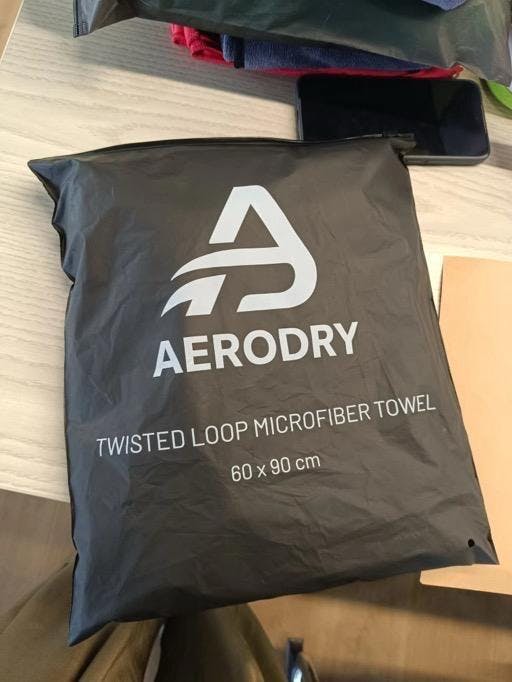 AERODRY
TWISTED LOOP MICROFIBER TOWEL
60 x 90 cm